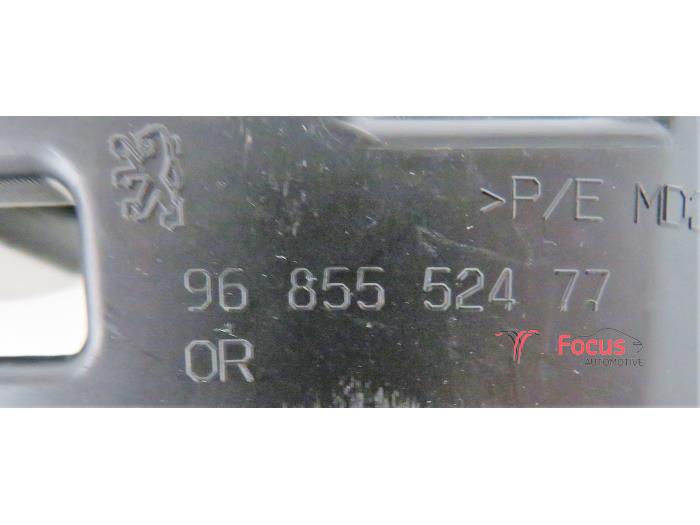 >P/E MD
96 855 524 77
OR
Focus
AUTOMOTIVE